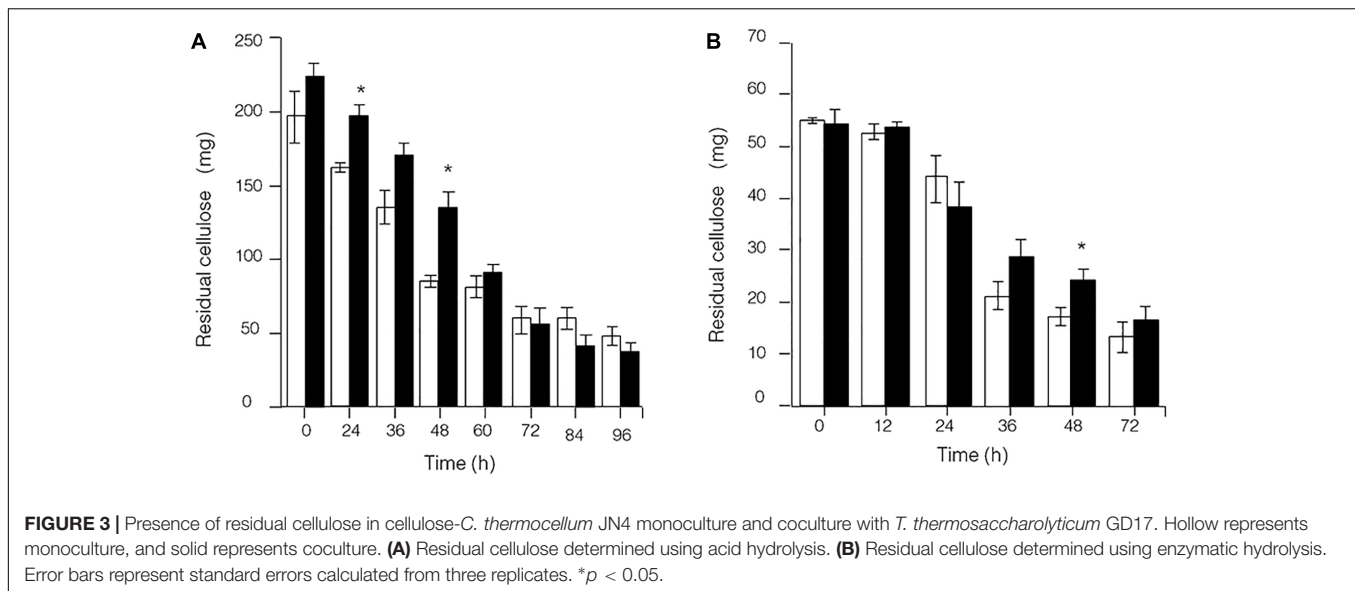 A
B
250
200
150
100
50
0
Residual cellulose (mg)
*
*
0 24 36 48 60 72 84 96
Time (h)
70
60
50
40
30
20
10
0
Residual cellulose (mg)
*
0 12 24 36 48 72
Time (h)
FIGURE 3 | Presence of residual cellulose in cellulose-C. thermocellum JN4 monoculture and coculture with T. thermosaccharolyticum GD17. Hollow represents
monoculture, and solid represents coculture. (A) Residual cellulose determined using acid hydrolysis. (B) Residual cellulose determined using enzymatic hydrolysis.
Error bars represent standard errors calculated from three replicates. *p < 0.05.